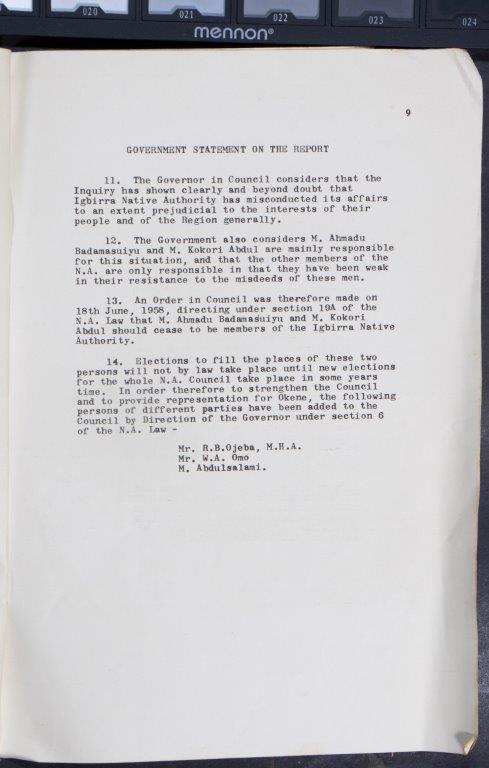 020
021
022
023
024
mennon®
9
GOVERNMENT STATEMENT ON THE REPORT
11. The Governor in Council considers that the
Inquiry has shown clearly and beyond doubt that
Igbirra Native Authority has misconducted its affairs
to an extent prejudicial to the interests of their
people and of the Region generally.
12. The Government also considers M. Ahmadu
Badamasuiyu and M. Kokori Abdul are mainly responsible
for this situation, and that the other members of the
N.A. are only responsible in that they have been weak
in their resistance to the misdeeds of these men.
13. An Order in Council was therefore made on
18th June, 1958, directing under section 19A of the
N.A. Law that M. Ahmadu Badamasuiyu and M. Kokori
Abdul should cease to be members of the Igbirra Native
Authority.
14. Elections to fill the places of these two
persons will not by law take place until new elections
for the whole N.A. Council take place in some years
time. In order therefore to strengthen the Council
and to provide representation for Okene, the following
persons of different parties have been added to the
Council by Direction of the Governor under section 6
of the N.A. Law -
Mr. R.B.Ojeba, M.H.A.
Mr. W.A. Omo
M. Abdulsalami.